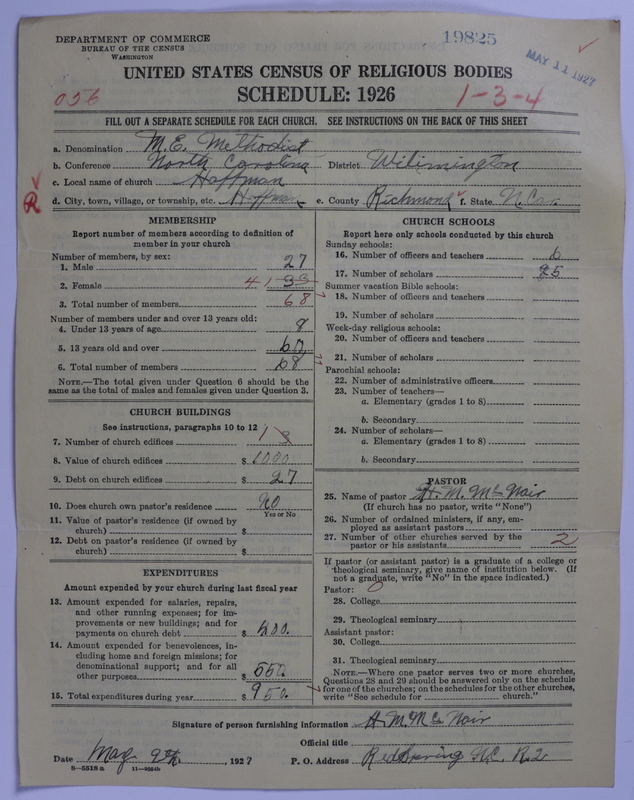 DEPARTMENT OF COMMERCE
BUREAU OF THE CENSUS
WASHINGTON
19825
MAY 11 1927
UNITED STATES CENSUS OF RELIGIOUS BODIES
SCHEDULE: 1926
056
1-3-4
FILL OUT A SEPARATE SCHEDULE FOR EACH CHURCH. SEE INSTRUCTIONS ON THE BACK OF THIS SHEET
a. Denomination M.E. Methodist
b. Conference North Carolina District Wilimington
c. Local name of church Hoffman
d. City, town, village, or township, etc. Hoffman e. County Richmond f. State N. Car.
R
MEMBERSHIP
Report number of members according to definition of
member in your church
Number of members, by sex:
1. Male 27
2. Female 41 33
3. Total number of members 68
Number of members under and over 13 years old:
4. Under 13 years of age 8
5. 13 years old and over 60
6. Total number of members 68
NOTE.—The total given under Question 6 should be the
same as the total of males and females given under Question 3.
CHURCH BUILDINGS
See instructions, paragraphs 10 to 12
7. Number of church edifices 1
8. Value of church edifices $ 1000
9. Debt on church edifices $ 27
10. Does church own pastor's residence No
Yes or No
11. Value of pastor's residence (if owned by
church) $
12. Debt on pastor's residence (if owned by
church) $
EXPENDITURES
Amount expended by your church during last fiscal year
13. Amount expended for salaries, repairs,
and other running expenses; for im-
provements or new buildings; and for
payments on church debt $ 400.
14. Amount expended for benevolences, in-
cluding home and foreign missions; for
denominational support; and for all
other purposes $ 550.
15. Total expenditures during year $ 950.
CHURCH SCHOOLS
Report here only schools conducted by this church
Sunday schools:
16. Number of officers and teachers 6
17. Number of scholars 25
Summer vacation Bible schools:
18. Number of officers and teachers
19. Number of scholars
Week-day religious schools:
20. Number of officers and teachers
21. Number of scholars
Parochial schools:
22. Number of administrative officers
23. Number of teachers—
a. Elementary (grades 1 to 8)
b. Secondary
24. Number of scholars—
a. Elementary (grades 1 to 8)
b. Secondary
PASTOR
25. Name of pastor H. M. McNair
(If church has no pastor, write "None")
26. Number of ordained ministers, if any, em-
ployed as assistant pastors
27. Number of other churches served by the
pastor or his assistants 2
If pastor (or assistant pastor) is a graduate of a college or
theological seminary, give name of institution below. (If
not a graduate, write "No" in the space indicated.)
Pastor: 0
28. College
29. Theological seminary
Assistant pastor:
30. College
31. Theological seminary
NOTE.—Where one pastor serves two or more churches,
Questions 28 and 29 should be answered only on the schedule
for one of the churches; on the schedules for the other churches,
write "See schedule for church."
Signature of person furnishing information H. M. McNair
Official title
Date May 9th, 1927 P. O. Address Red Spring N.C. R.2
8-5518 a 11-9554b